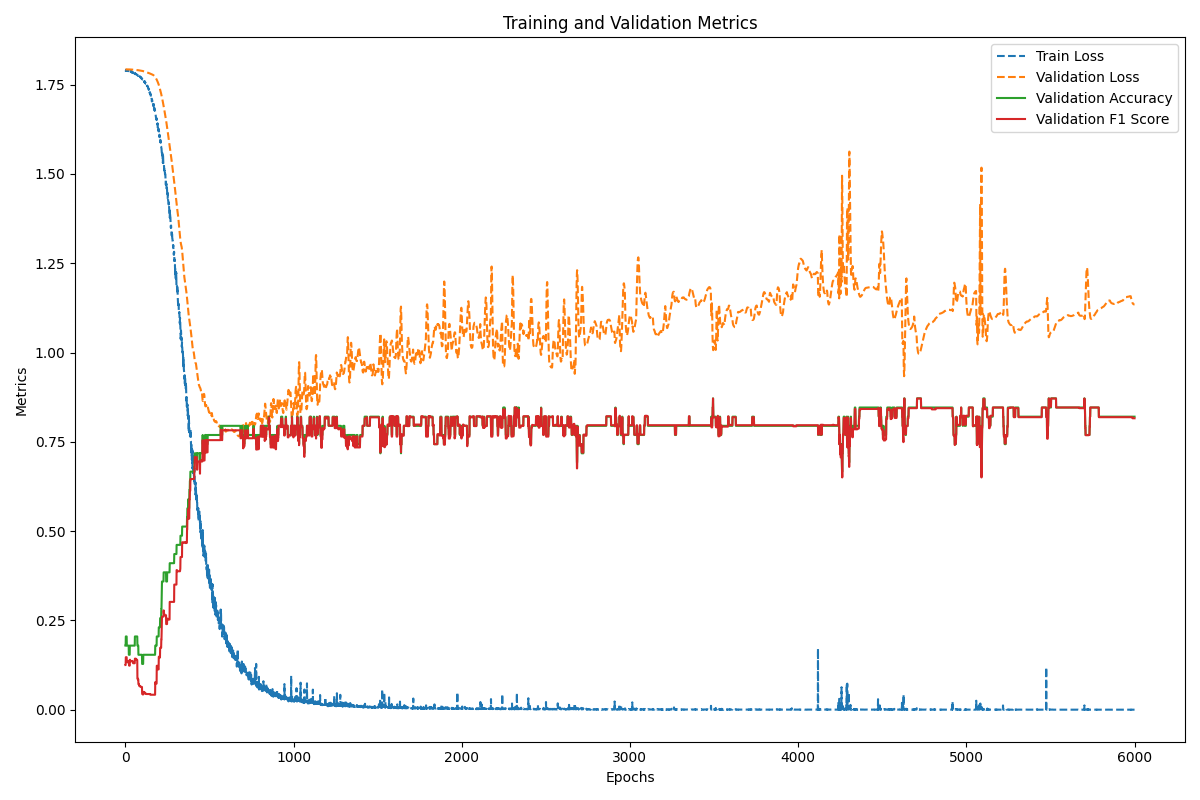 Training and Validation Metrics
Train Loss
Validation Loss
Validation Accuracy
Validation F1 Score
Metrics
1.75
1.50
1.25
1.00
0.75
0.50
0.25
0.00
0 1000 2000 3000 4000 5000 6000
Epochs